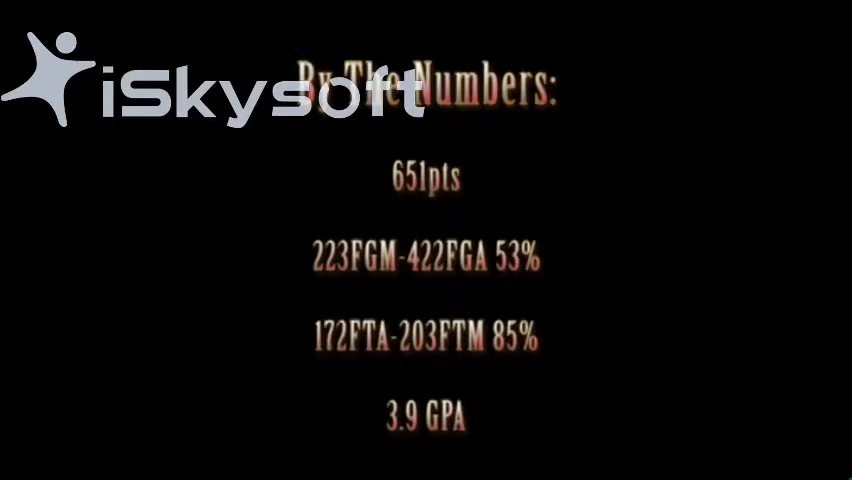 iSkysoft
By The Numbers:
651pts
223FGM-422FGA 53%
172FTA-203FTM 85%
3.9 GPA